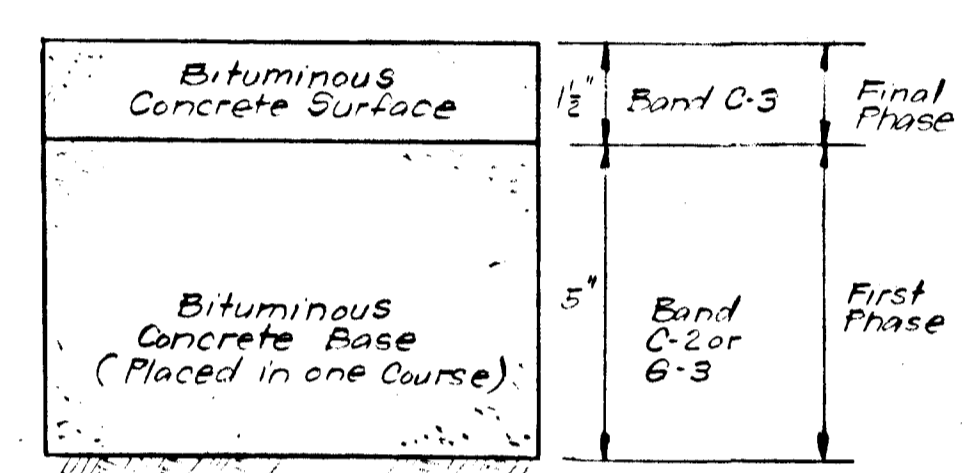 Bituminous
Concrete Surface
1½"
Band C-3
Final
Phase
Bituminous
Concrete Base
(Placed in one Course)
5"
Band
C-2 or
G-3
First
Phase